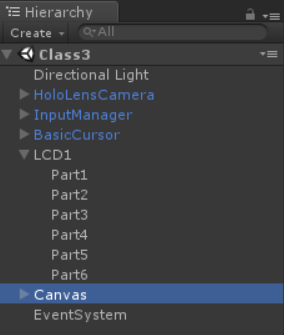 Hierarchy
Create All
Class3
Directional Light
HoloLensCamera
InputManager
BasicCursor
LCD1
Part1
Part2
Part3
Part4
Part5
Part6
Canvas
EventSystem